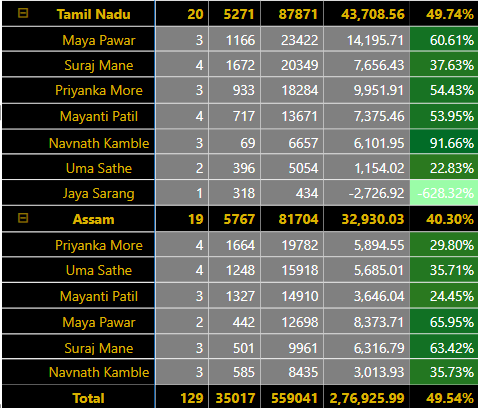 Tamil Nadu 20 5271 87871 43,708.56 49.74%
Maya Pawar 3 1166 23422 14,195.71 60.61%
Suraj Mane 4 1672 20349 7,656.43 37.63%
Priyanka More 3 933 18284 9,951.91 54.43%
Mayanti Patil 4 717 13671 7,375.46 53.95%
Navnath Kamble 3 69 6657 6,101.95 91.66%
Uma Sathe 2 396 5054 1,154.02 22.83%
Jaya Sarang 1 318 434 -2,726.92 -628.32%
Assam 19 5767 81704 32,930.03 40.30%
Priyanka More 4 1664 19782 5,894.55 29.80%
Uma Sathe 4 1248 15918 5,685.01 35.71%
Mayanti Patil 3 1327 14910 3,646.04 24.45%
Maya Pawar 2 442 12698 8,373.71 65.95%
Suraj Mane 3 501 9961 6,316.79 63.42%
Navnath Kamble 3 585 8435 3,013.93 35.73%
Total 129 35017 559041 2,76,925.99 49.54%